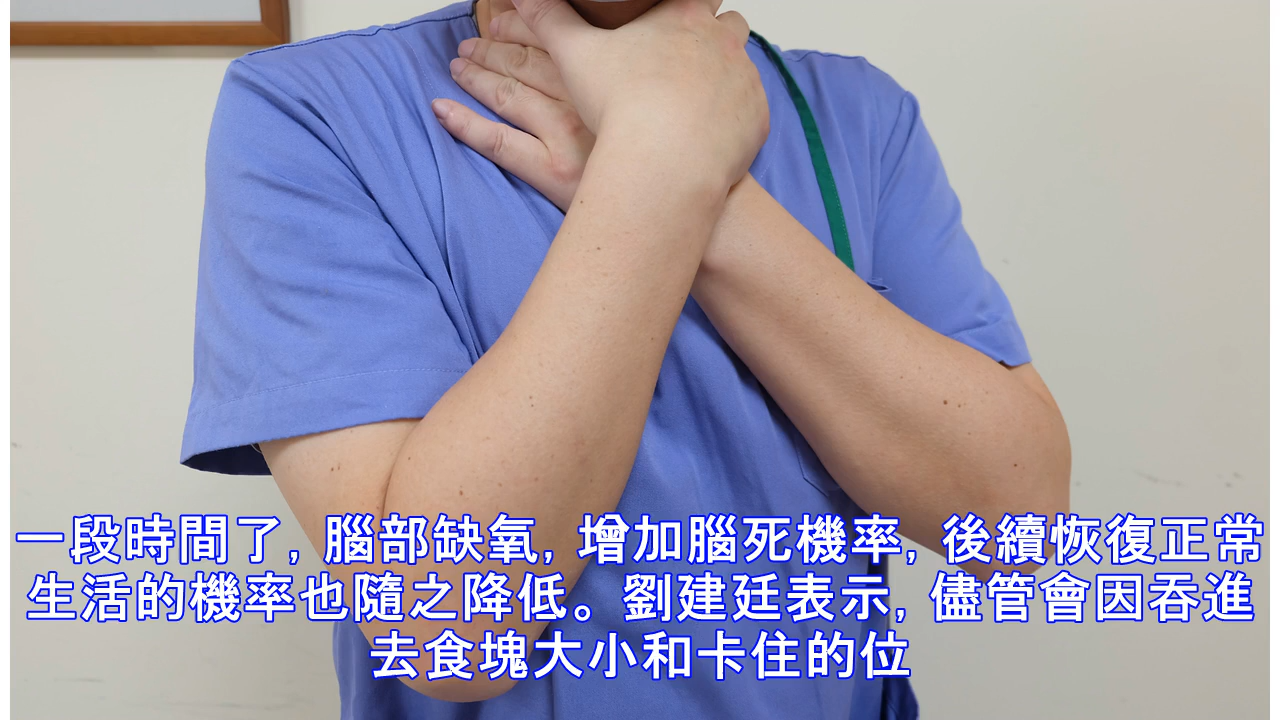 一段時間了, 腦部缺氧, 增加腦死機率, 後續恢復正常
生活的機率也隨之降低。劉建廷表示, 儘管會因吞進
去食塊大小和卡住的位